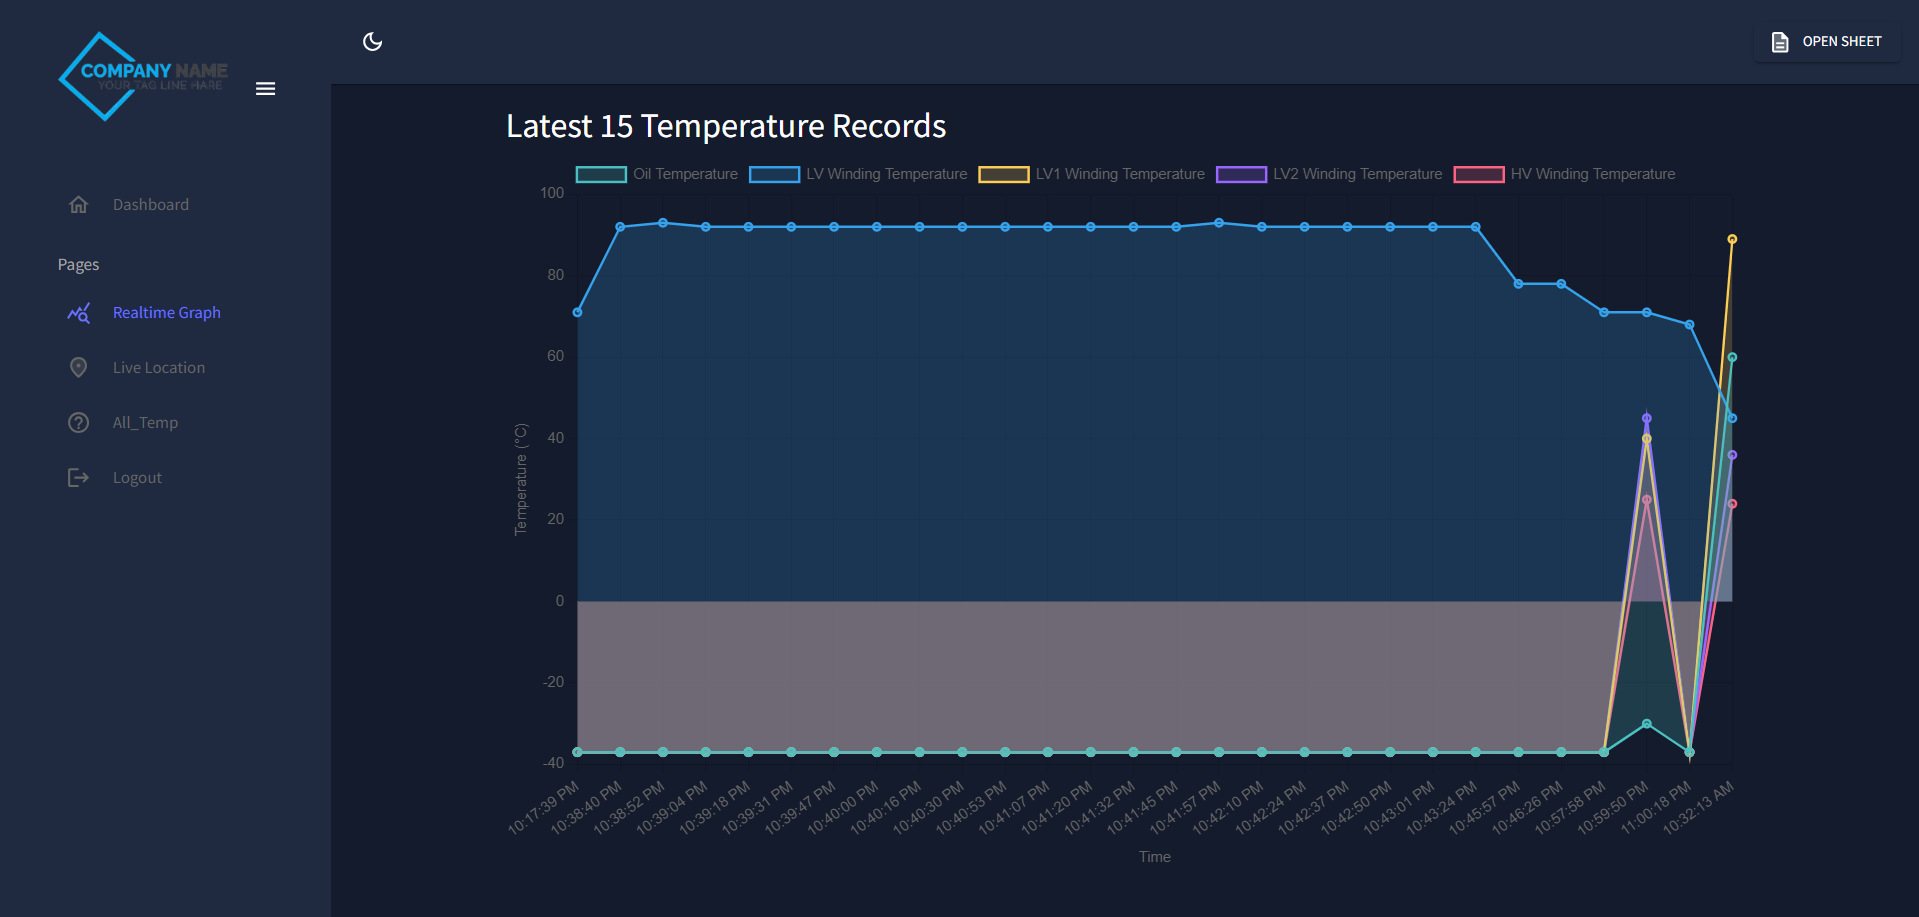 COMPANY NAME
YOUR TAG LINE HARE
Dashboard
Pages
Realtime Graph
Live Location
All_Temp
Logout
OPEN SHEET
Latest 15 Temperature Records
Oil Temperature LV Winding Temperature LV1 Winding Temperature LV2 Winding Temperature HV Winding Temperature
100
80
60
40
20
0
-20
-40
Temperature (°C)
10:17:39 PM
10:38:40 PM
10:38:52 PM
10:39:04 PM
10:39:18 PM
10:39:31 PM
10:39:47 PM
10:40:00 PM
10:40:16 PM
10:40:30 PM
10:40:53 PM
10:41:07 PM
10:41:20 PM
10:41:32 PM
10:41:45 PM
10:41:57 PM
10:42:10 PM
10:42:24 PM
10:42:37 PM
10:42:50 PM
10:43:01 PM
10:43:24 PM
10:45:57 PM
10:46:26 PM
10:57:58 PM
10:59:50 PM
11:00:18 PM
10:32:13 AM
Time